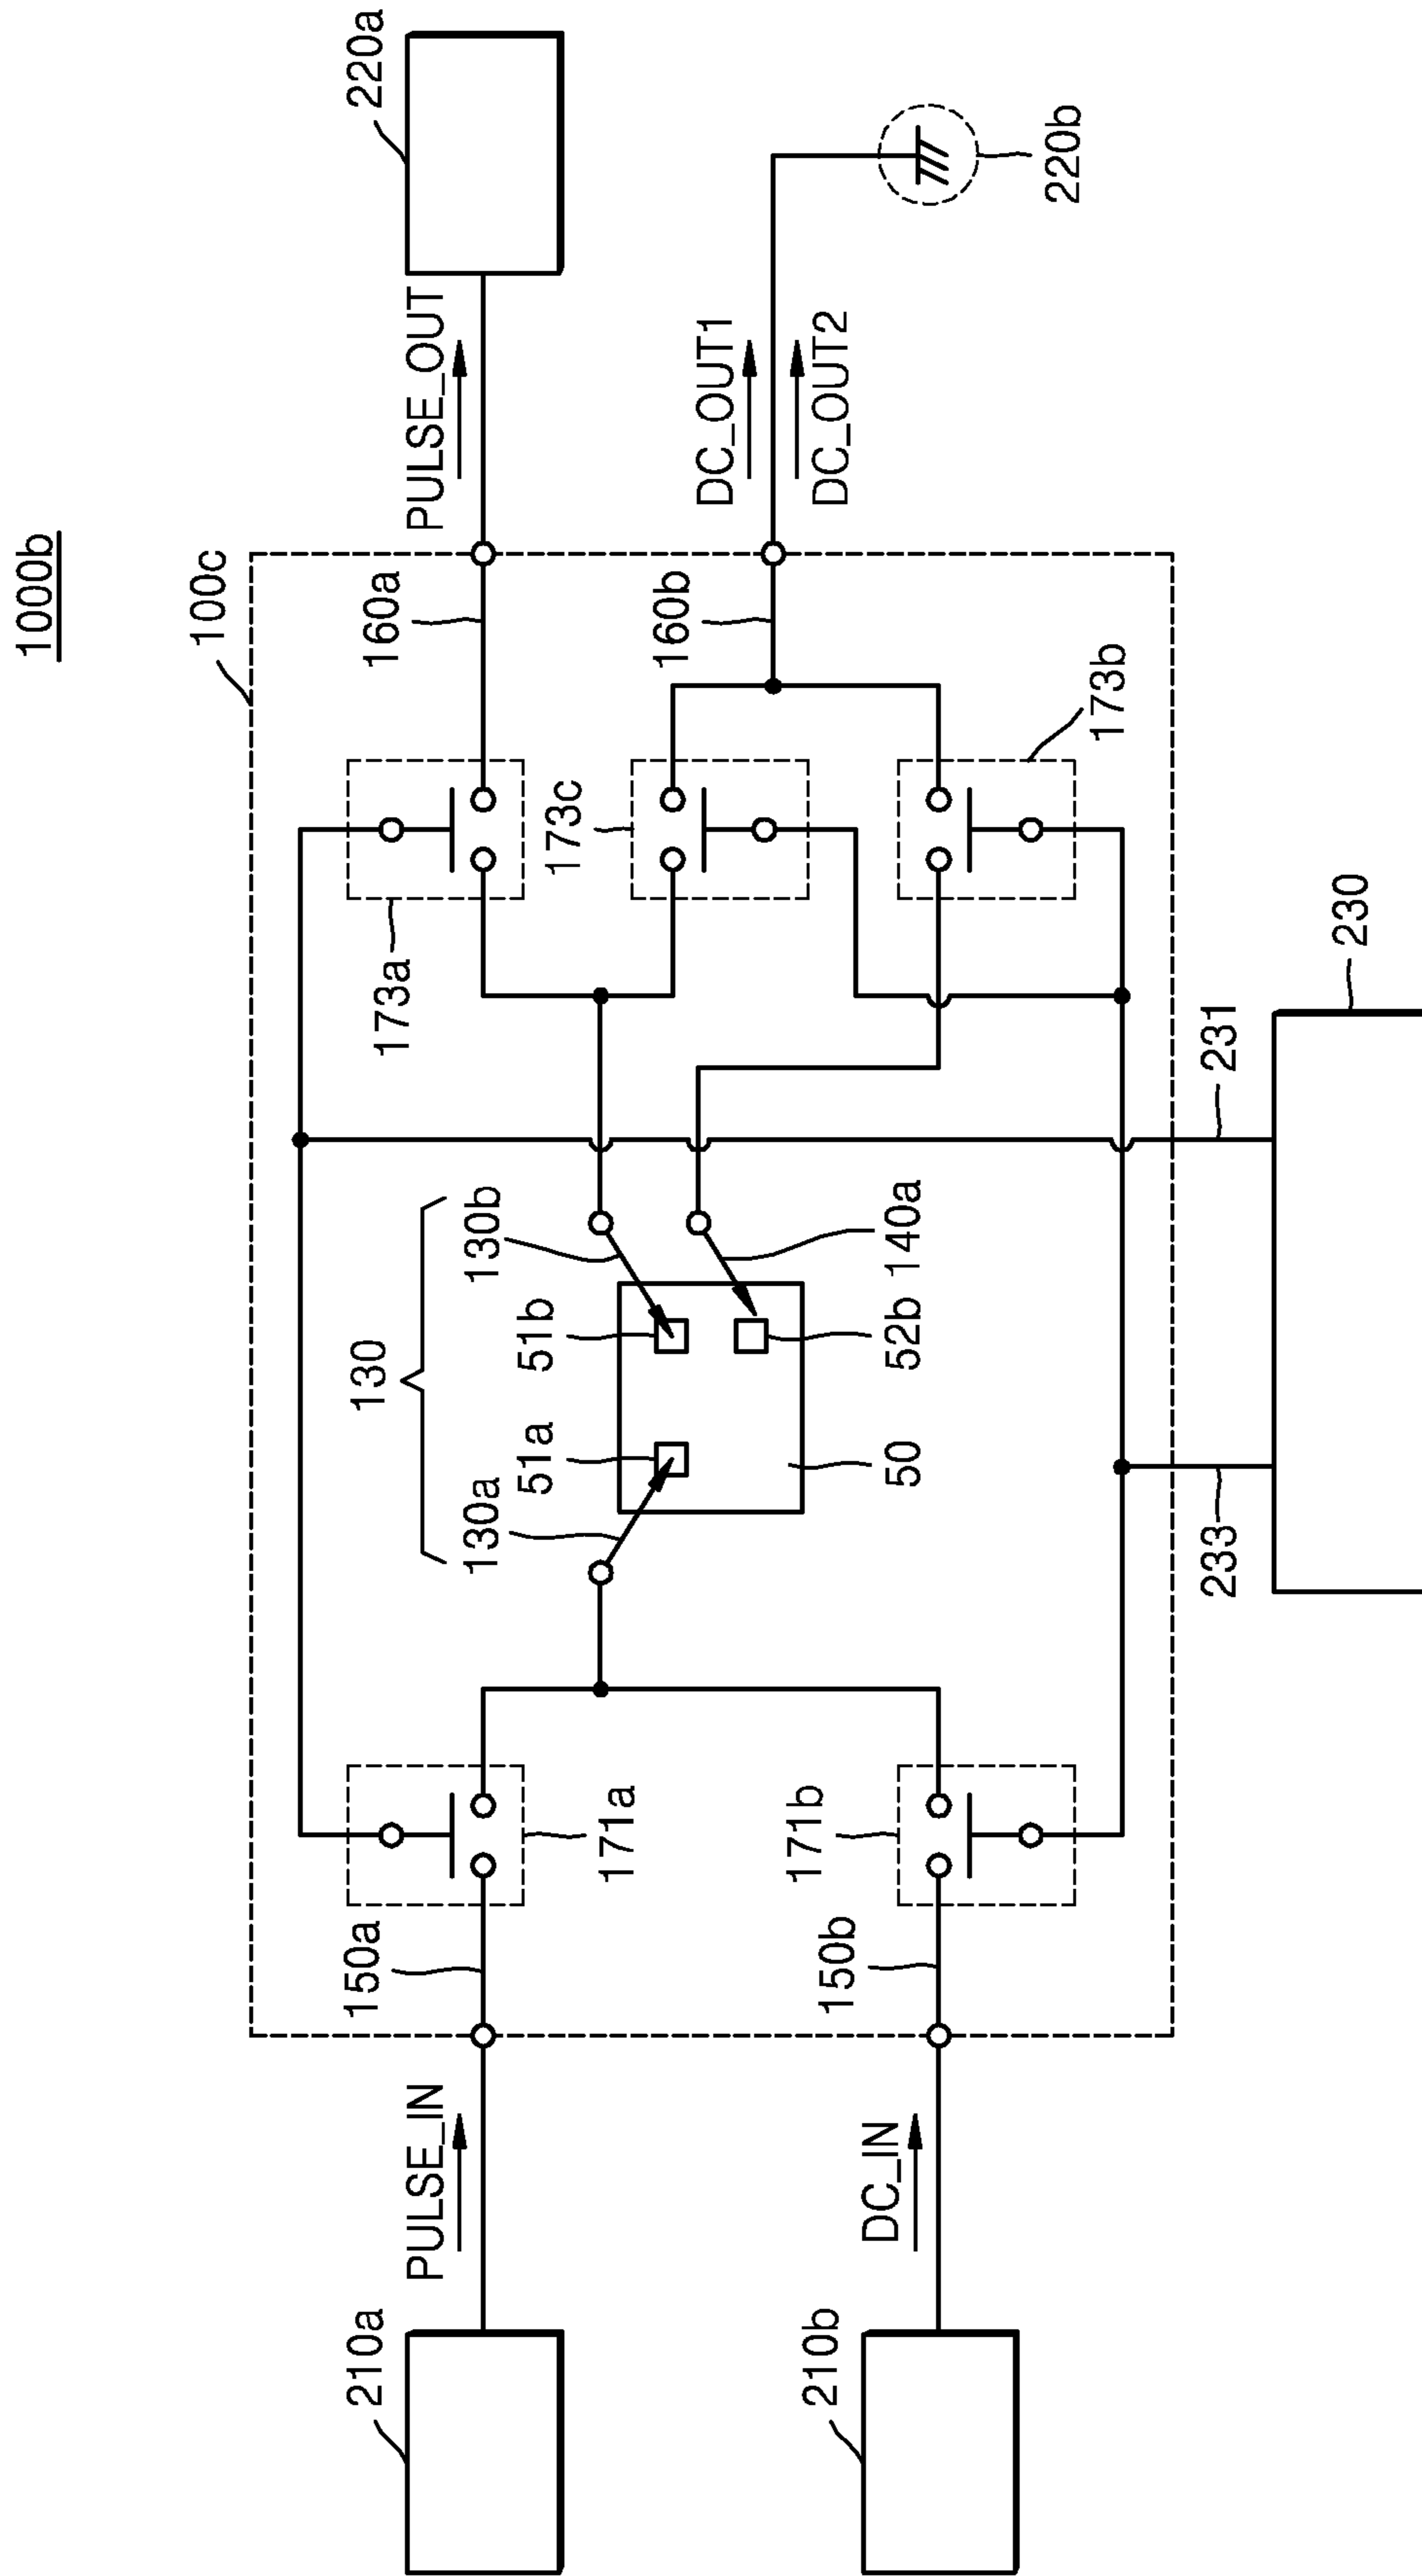 1000b
100c
210a
PULSE_IN
150a
171a
130
130a
130b
51a
51b
173a
160a
PULSE_OUT
220a
173c
160b
DC_OUT1
DC_OUT2
220b
50
52b
140a
210b
DC_IN
150b
171b
173b
233
231
230